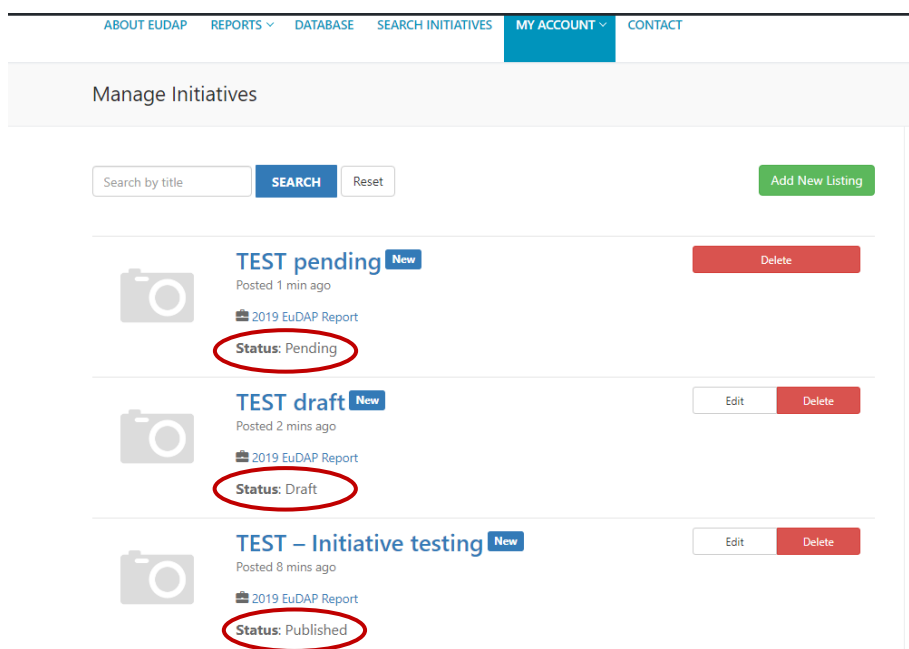 ABOUT EUDAP REPORTS DATABASE SEARCH INITIATIVES MY ACCOUNT CONTACT
Manage Initiatives
Search by title SEARCH Reset Add New Listing
TEST pending New Delete
Posted 1 min ago
2019 EuDAP Report
Status: Pending
TEST draft New Edit Delete
Posted 2 mins ago
2019 EuDAP Report
Status: Draft
TEST – Initiative testing New Edit Delete
Posted 8 mins ago
2019 EuDAP Report
Status: Published